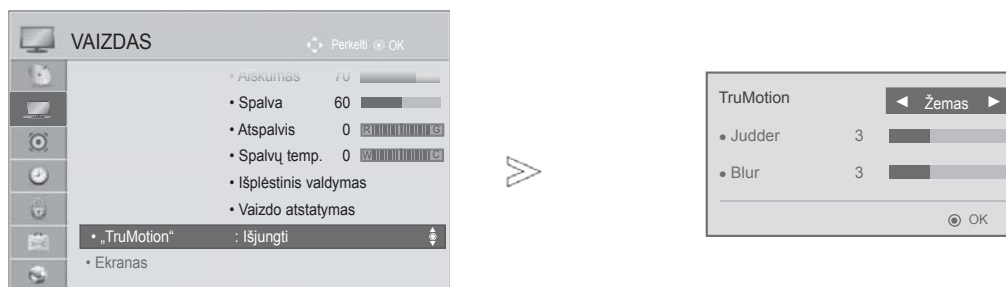 VAIZDAS
Perkelti OK
• Aiškumas 70
• Spalva 60
• Atspalvis 0 R G
• Spalvų temp. 0 W C
• Išplėstinis valdymas
• Vaizdo atstatymas
• „TruMotion“ : Išjungti
• Ekranas
TruMotion ◄ Žemas ►
• Judder 3
• Blur 3
OK